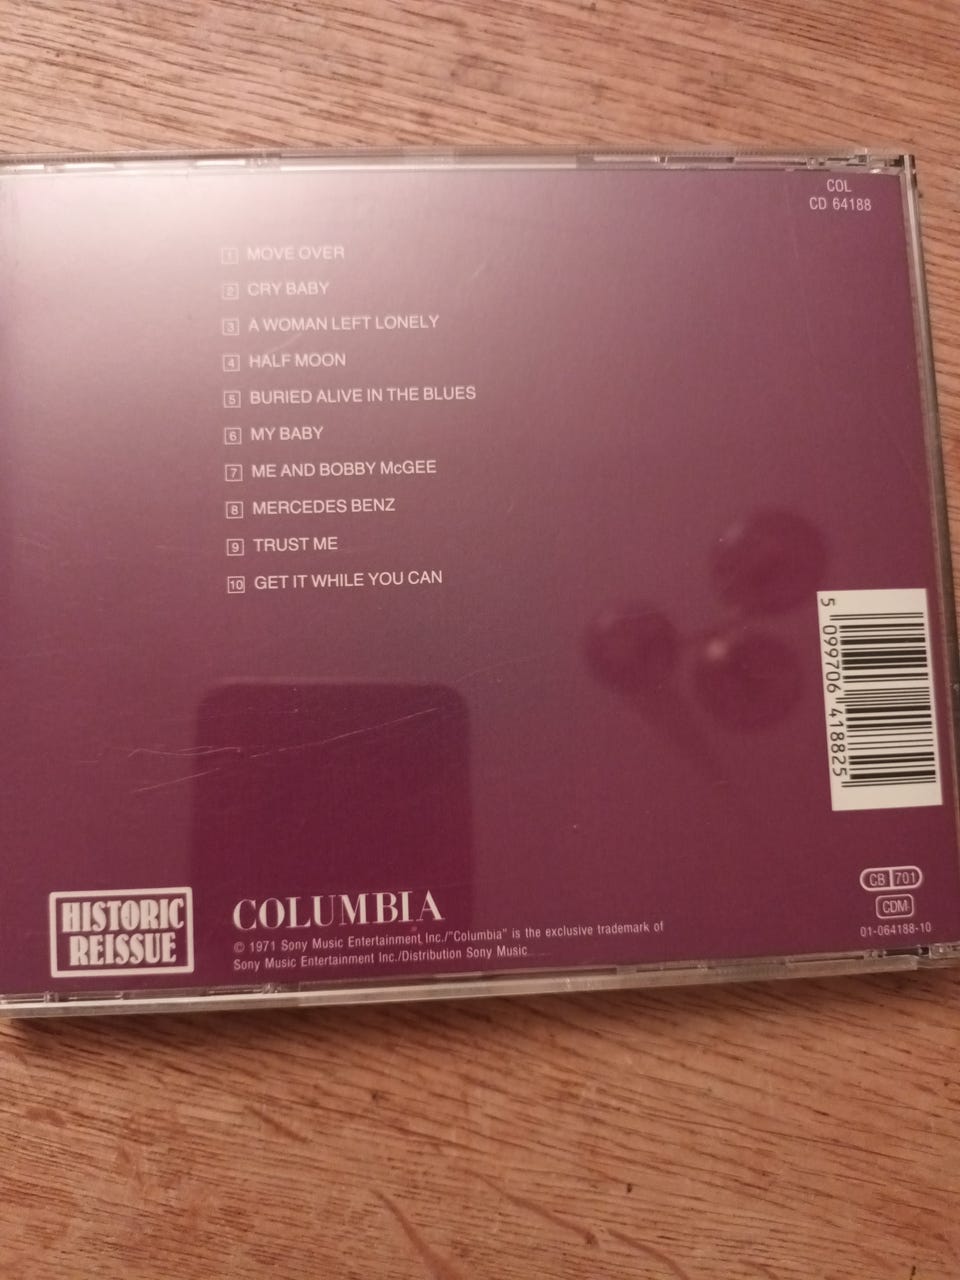 COL
CD 64188
1 MOVE OVER
2 CRY BABY
3 A WOMAN LEFT LONELY
4 HALF MOON
5 BURIED ALIVE IN THE BLUES
6 MY BABY
7 ME AND BOBBY McGEE
8 MERCEDES BENZ
9 TRUST ME
10 GET IT WHILE YOU CAN
5 099706 418825
HISTORIC
REISSUE
COLUMBIA
© 1971 Sony Music Entertainment Inc./"Columbia" is the exclusive trademark of
Sony Music Entertainment Inc./Distribution Sony Music
CB 701
CDM
01-064188-10